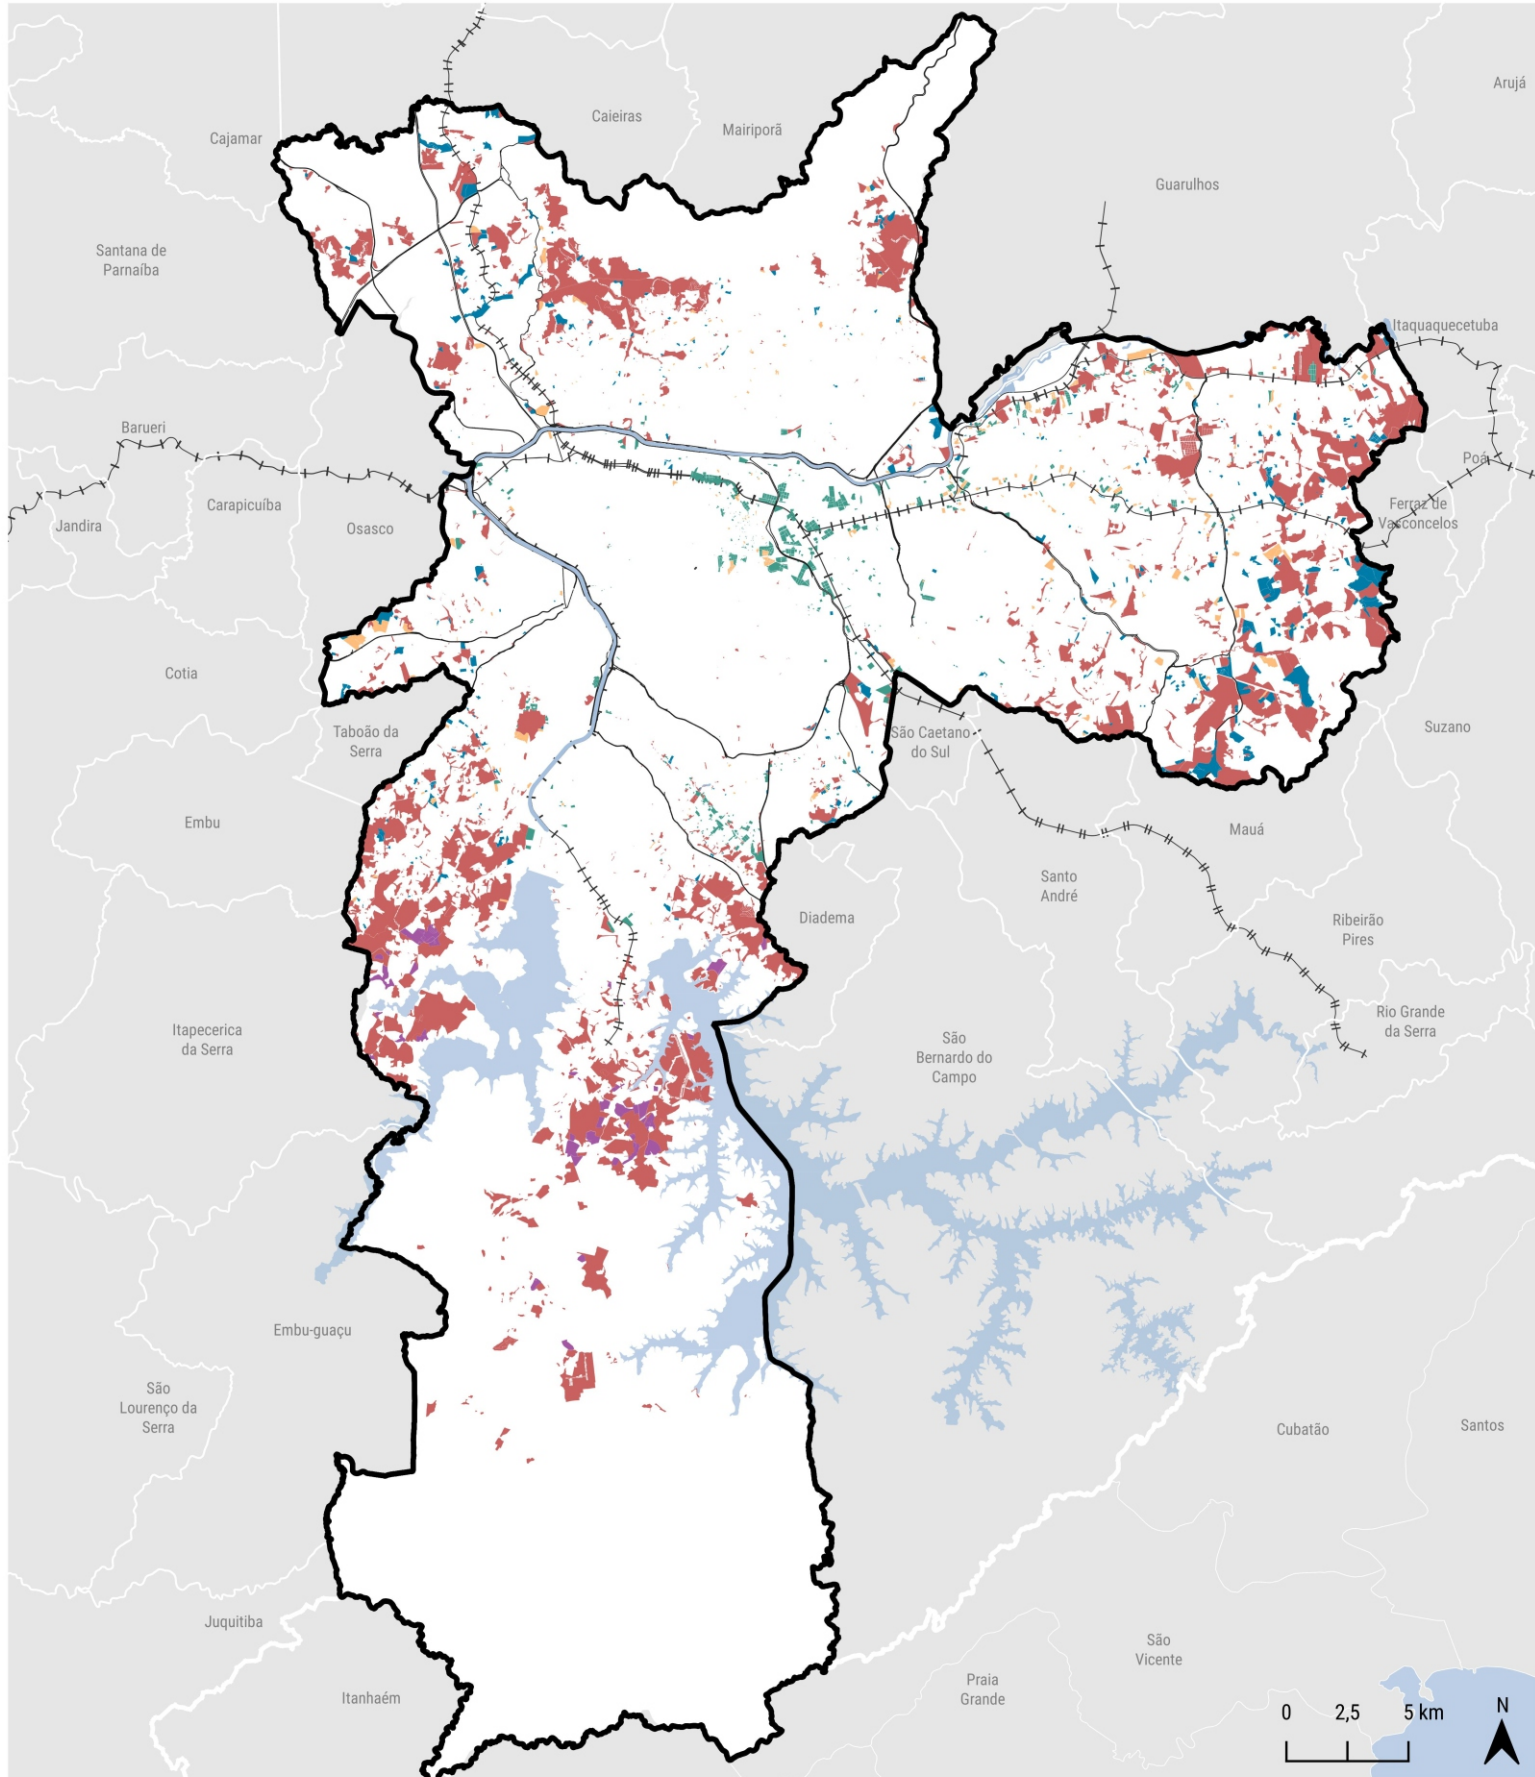 Arujá
Caieiras
Mairiporã
Cajamar
Guarulhos
Santana de
Parnaíba
Itaquaquecetuba
Barueri
Poá
Carapicuíba
Ferraz de
Vasconcelos
Jandira
Osasco
Cotia
Taboão da
Serra
São Caetano
do Sul
Suzano
Embu
Mauá
Santo
André
Diadema
Ribeirão
Pires
Rio Grande
da Serra
Itapecerica
da Serra
São
Bernardo do
Campo
Embu-guaçu
São
Lourenço da
Serra
Cubatão
Santos
Juquitiba
São
Vicente
Praia
Grande
Itanhaém
0 2,5 5 km
N